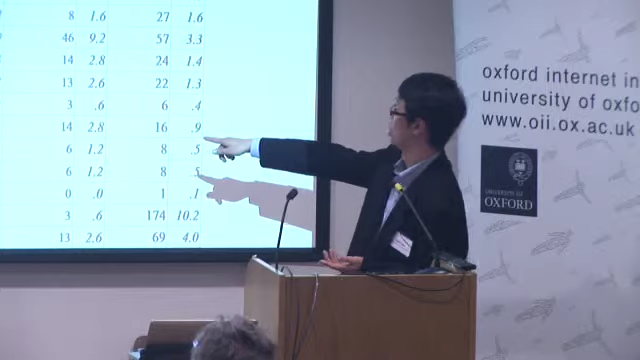 8 1.6 27 1.6
46 9.2 57 3.3
14 2.8 24 1.4
13 2.6 22 1.3
3 .6 6 .4
14 2.8 16 .9
6 1.2 8 .5
6 1.2 8 .5
0 0.0 1 .1
3 .6 174 10.2
13 2.6 69 4.0
oxford internet in
university of oxfo
www.oii.ox.ac.uk
UNIVERSITY OF
OXFORD